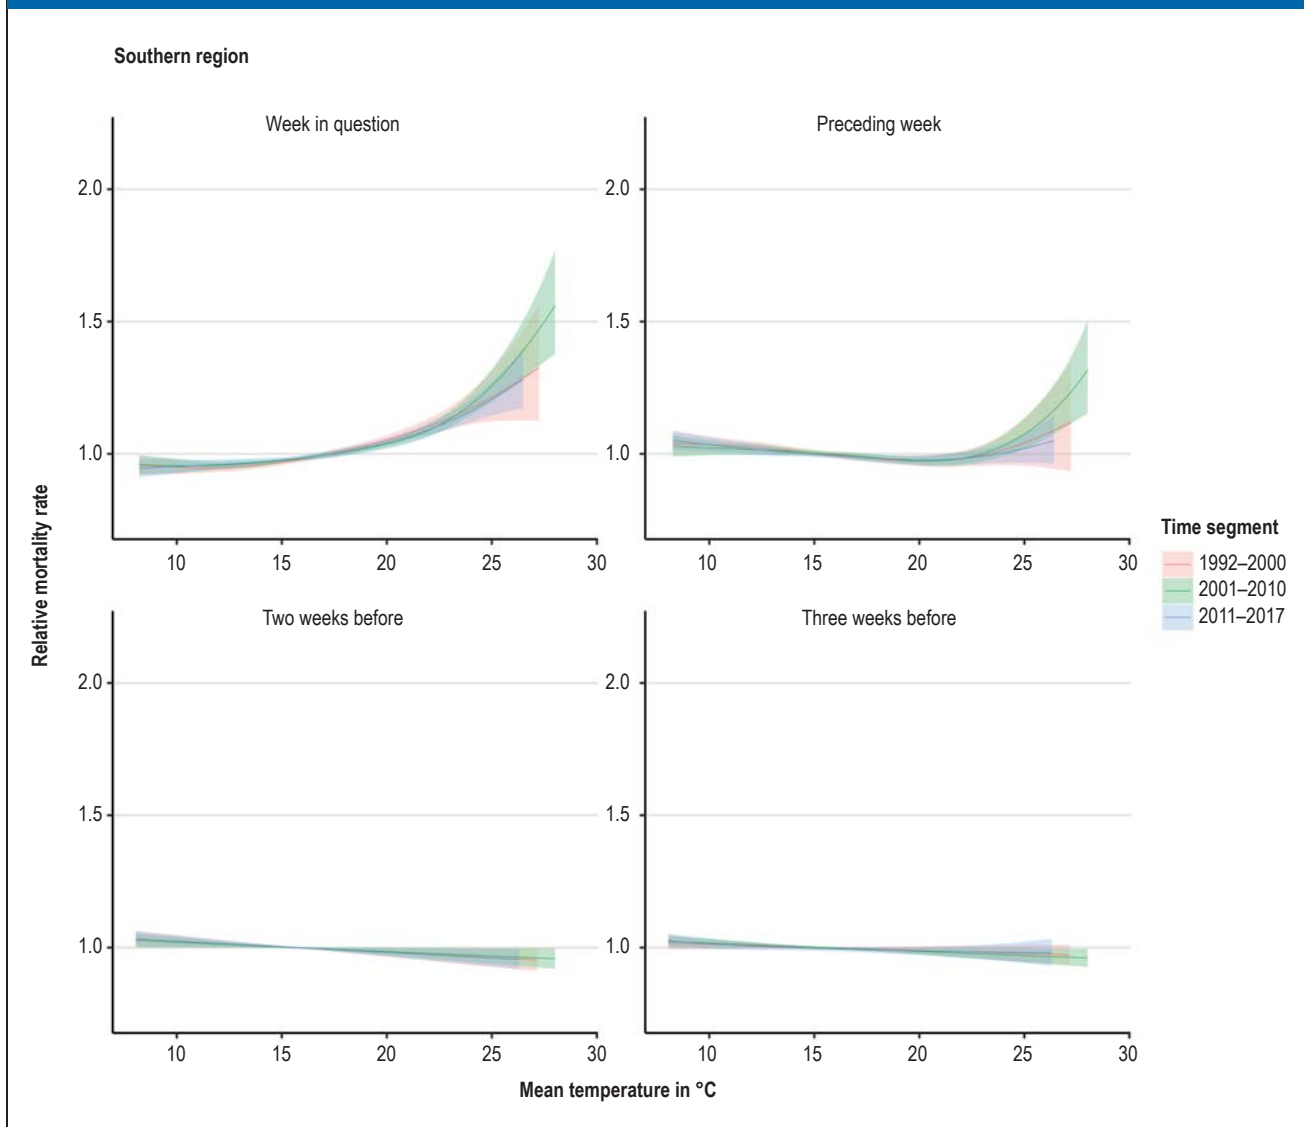 Southern region
Week in question
Preceding week
2.0
1.5
1.0
2.0
1.5
1.0
10 15 20 25 30
10 15 20 25 30
Relative mortality rate
Time segment
1992–2000
2001–2010
2011–2017
Two weeks before
Three weeks before
2.0
1.5
1.0
2.0
1.5
1.0
10 15 20 25 30
10 15 20 25 30
Mean temperature in °C